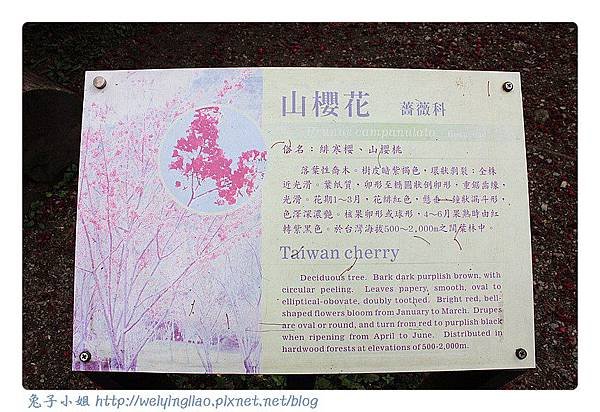 山櫻花 薔薇科
Prunus campanulata
俗名：緋寒櫻、山櫻桃
落葉性喬木。樹皮暗紫褐色，環狀剝裂；全株
近光滑。葉紙質，卵形至橢圓狀倒卵形，重鋸齒緣，
光滑。花期1～3月，花緋紅色，懸垂，鐘狀漏斗形，
色澤深濃艷。核果卵形或球形，4～6月果熟時由紅
轉紫黑色。於台灣海拔500～2,000m之闊葉林中。
Taiwan cherry
Deciduous tree. Bark dark purplish brown, with
circular peeling. Leaves papery, smooth, oval to
elliptical-obovate, doubly toothed. Bright red, bell-
shaped flowers bloom from January to March. Drupes
are oval or round, and turn from red to purplish black
when ripening from April to June. Distributed in
hardwood forests at elevations of 500-2,000m.
兔子小姐 http://welyingliao.pixnet.net/blog